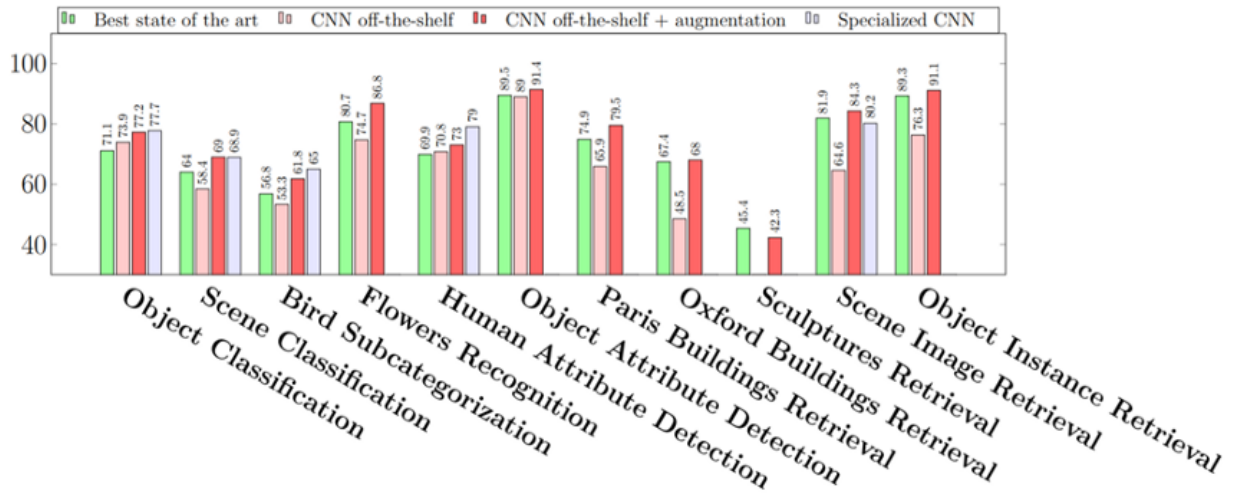 Best state of the art CNN off-the-shelf CNN off-the-shelf + augmentation Specialized CNN
100
80
60
40
71.1 73.9 77.2 77.7
64 58.4 69 68.9
56.8 53.3 61.8 65
80.7 74.7 86.8
69.9 70.8 73 79
89.5 89 91.4
74.9 65.9 79.5
67.4 48.5 68
45.4 42.3
81.9 64.6 84.3 80.2
89.3 76.3 91.1
Object Classification
Scene Classification
Bird Subcategorization
Flowers Recognition
Human Attribute Detection
Object Attribute Detection
Paris Buildings Retrieval
Oxford Buildings Retrieval
Sculptures Retrieval
Scene Image Retrieval
Object Instance Retrieval